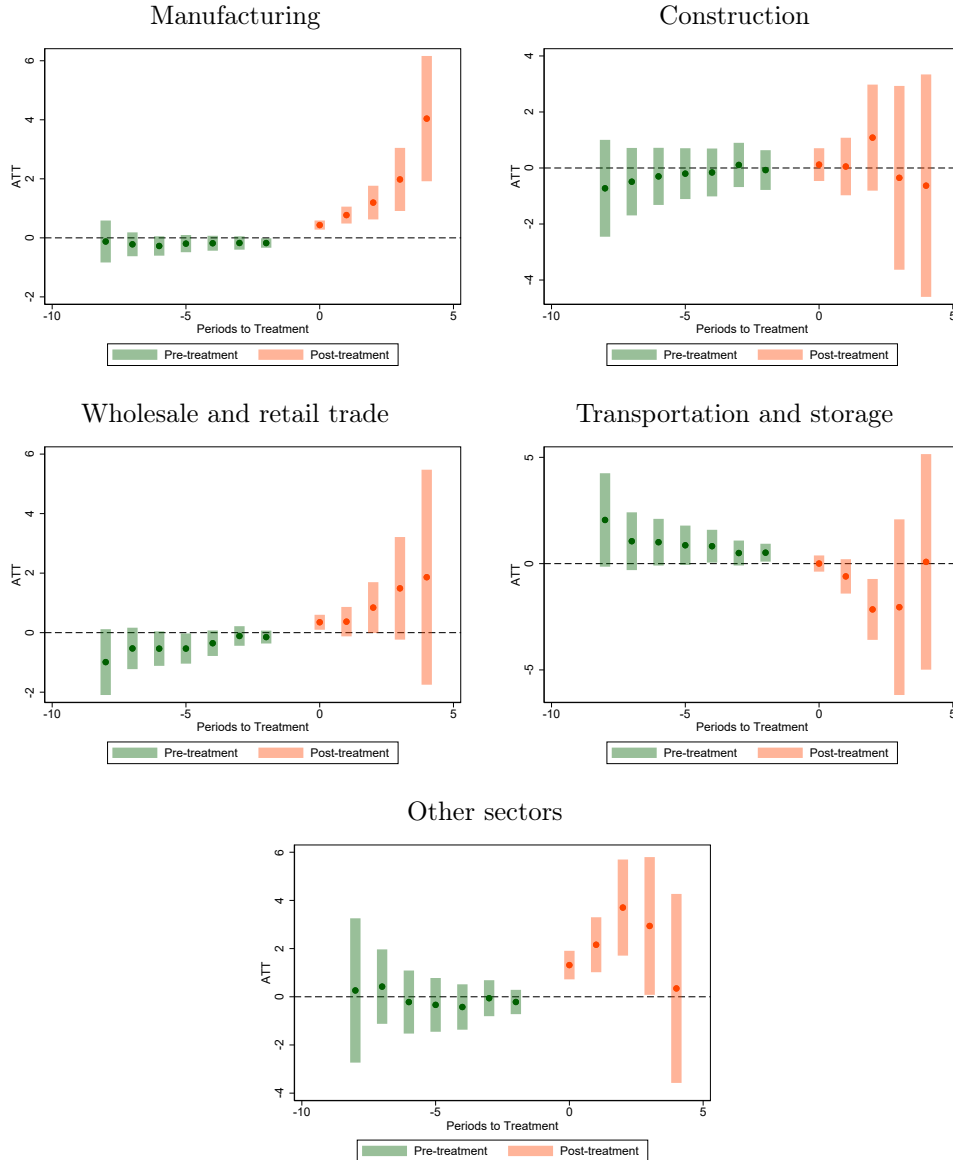 Manufacturing
6
4
2
0
-2
ATT
-10
-5
0
5
Periods to Treatment
Pre-treatment
Post-treatment
Construction
4
2
0
-2
-4
ATT
-10
-5
0
5
Periods to Treatment
Pre-treatment
Post-treatment
Wholesale and retail trade
6
4
2
0
-2
ATT
-10
-5
0
5
Periods to Treatment
Pre-treatment
Post-treatment
Transportation and storage
5
0
-5
ATT
-10
-5
0
5
Periods to Treatment
Pre-treatment
Post-treatment
Other sectors
6
4
2
0
-2
-4
ATT
-10
-5
0
5
Periods to Treatment
Pre-treatment
Post-treatment